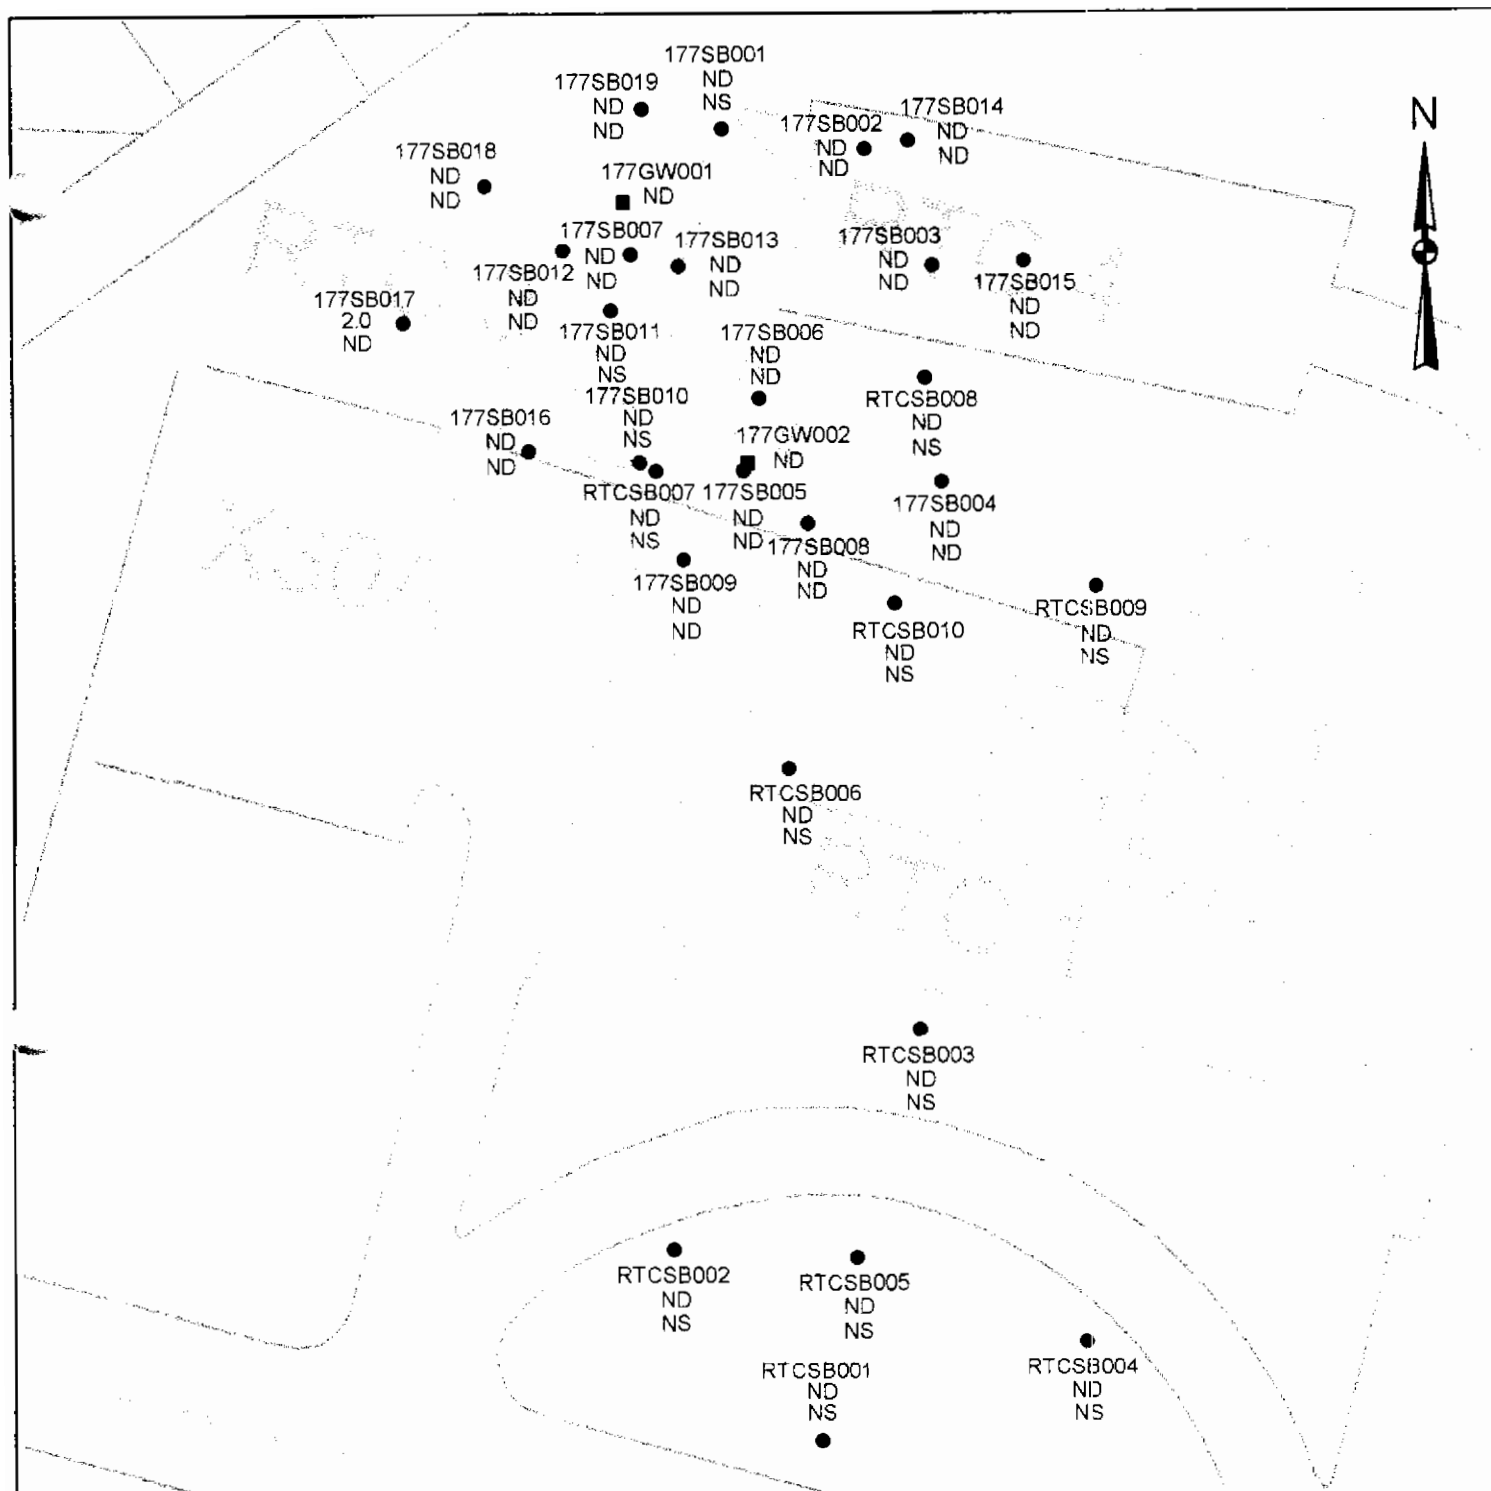 177SB001
ND
NS
177SB019
ND
ND
177SB002
ND
ND
177SB014
ND
ND
N
177SB018
ND
ND
177GW001
ND
177SB007
ND
ND
177SB013
ND
ND
177SB003
ND
ND
177SB012
ND
ND
177SB015
ND
ND
177SB017
2.0
ND
177SB011
ND
NS
177SB006
ND
ND
177SB010
ND
NS
RTCSB008
ND
NS
177SB016
ND
ND
177GW002
ND
RTCSB007
ND
NS
177SB005
ND
ND
177SB004
ND
ND
177SB008
ND
ND
177SB009
ND
ND
RTCSB010
ND
NS
RTCSB009
ND
NS
RTCSB006
ND
NS
RTCSB003
ND
NS
RTCSB002
ND
NS
RTCSB005
ND
NS
RTCSB001
ND
NS
RTCSB004
ND
NS